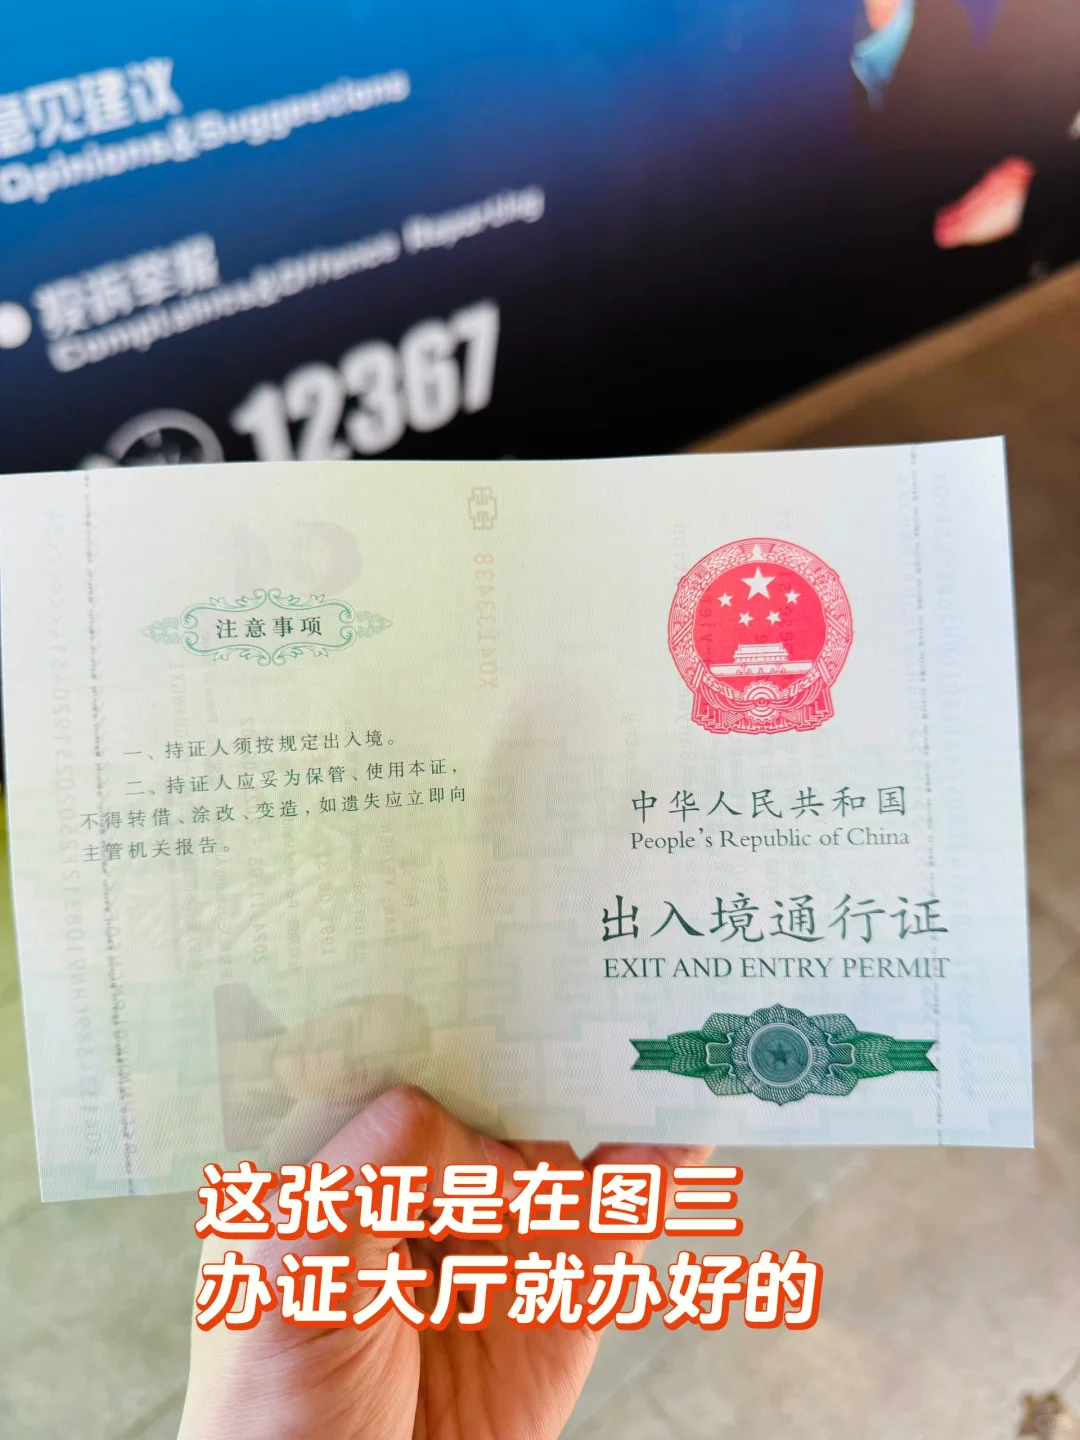 意见建议
Opinions&Suggestions
投诉举报
Complaints&Offence Reporting
12367
注意事项
一、持证人须按规定出入境。
二、持证人应妥为保管、使用本证，
不得转借、涂改、变造，如遗失应立即向
主管机关报告。
中华人民共和国
People's Republic of China
出入境通行证
EXIT AND ENTRY PERMIT
这张证是在图三
办证大厅就办好的